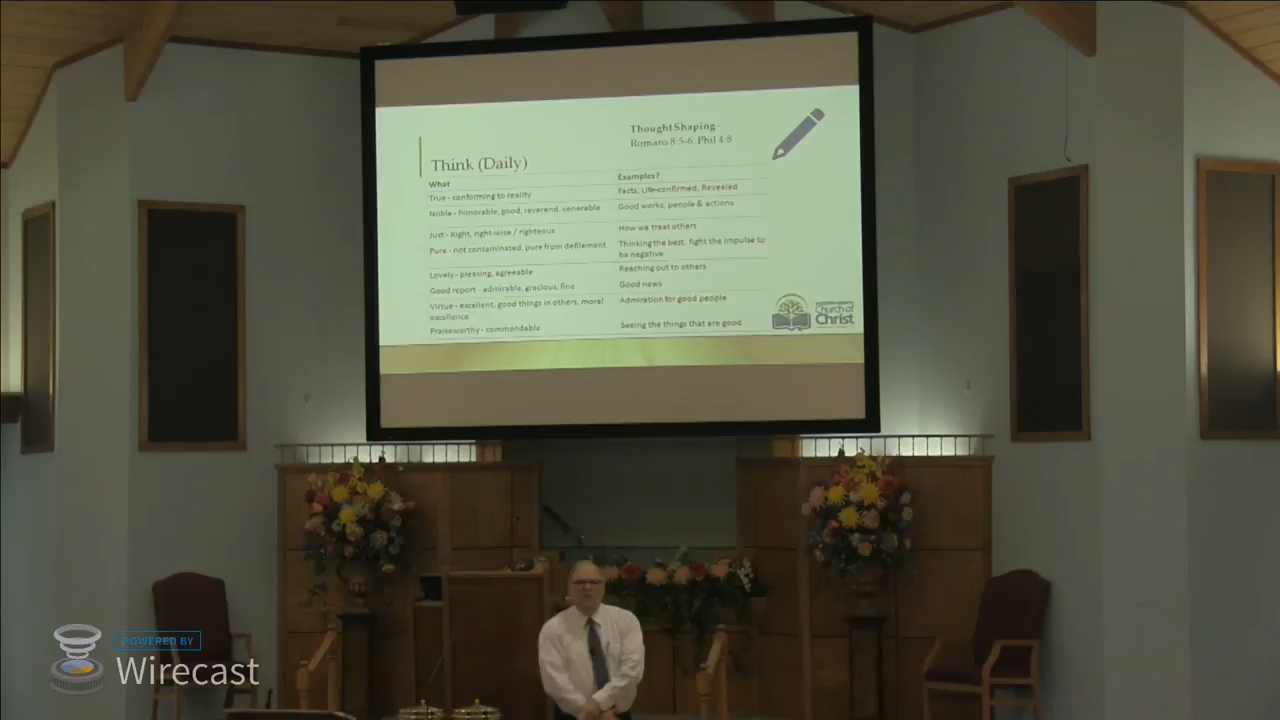 Thought Shaping -
Romans 8:5-6, Phil 4:8
Think (Daily)
What
Examples?
True - conforming to reality
Facts, Life-confirmed, Revealed
Noble - honorable, good, reverend, venerable
Good works, people & actions
Just - Right, right-wise / righteous
How we treat others
Pure - not contaminated, pure from defilement
Thinking the best, fight the impulse to
be negative
Lovely - pleasing, agreeable
Reaching out to others
Good report - admirable, gracious, fine
Good news
Virtue - excellent, good things in others, moral
excellence
Admiration for good people
Praiseworthy - commendable
Seeing the things that are good
Church of
Christ
POWERED BY
Wirecast